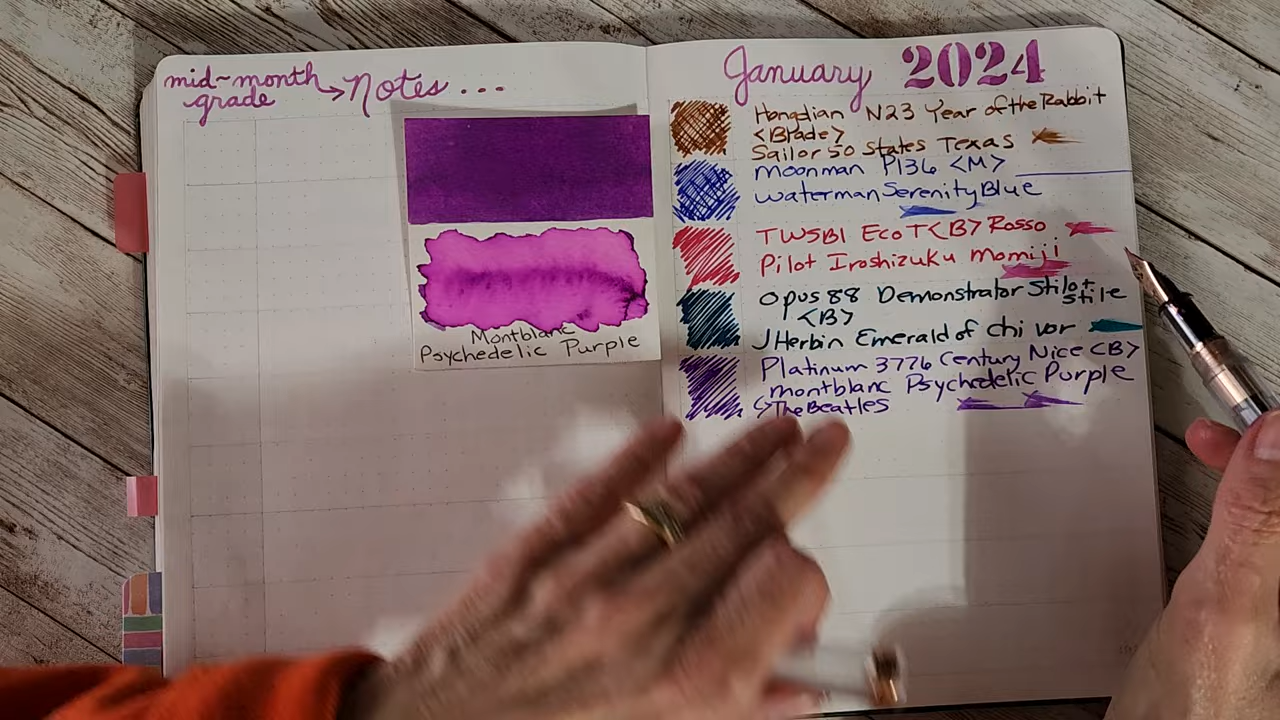 mid~month
grade → Notes...
Montblanc
Psychedelic Purple
January 2024
Hongdian N23 Year of the Rabbit
<Blade>
Sailor 50 States Texas
Moonman P136 <M>
Waterman Serenity Blue
TWSBI Eco T<B> Rosso
Pilot Iroshizuku Momiji
Opus 88 Demonstrator Stilo+
stile
<B>
JHerbin Emerald of Chivor
Platinum 3776 Century Nice <B>
Montblanc Psychedelic Purple
↳The Beatles